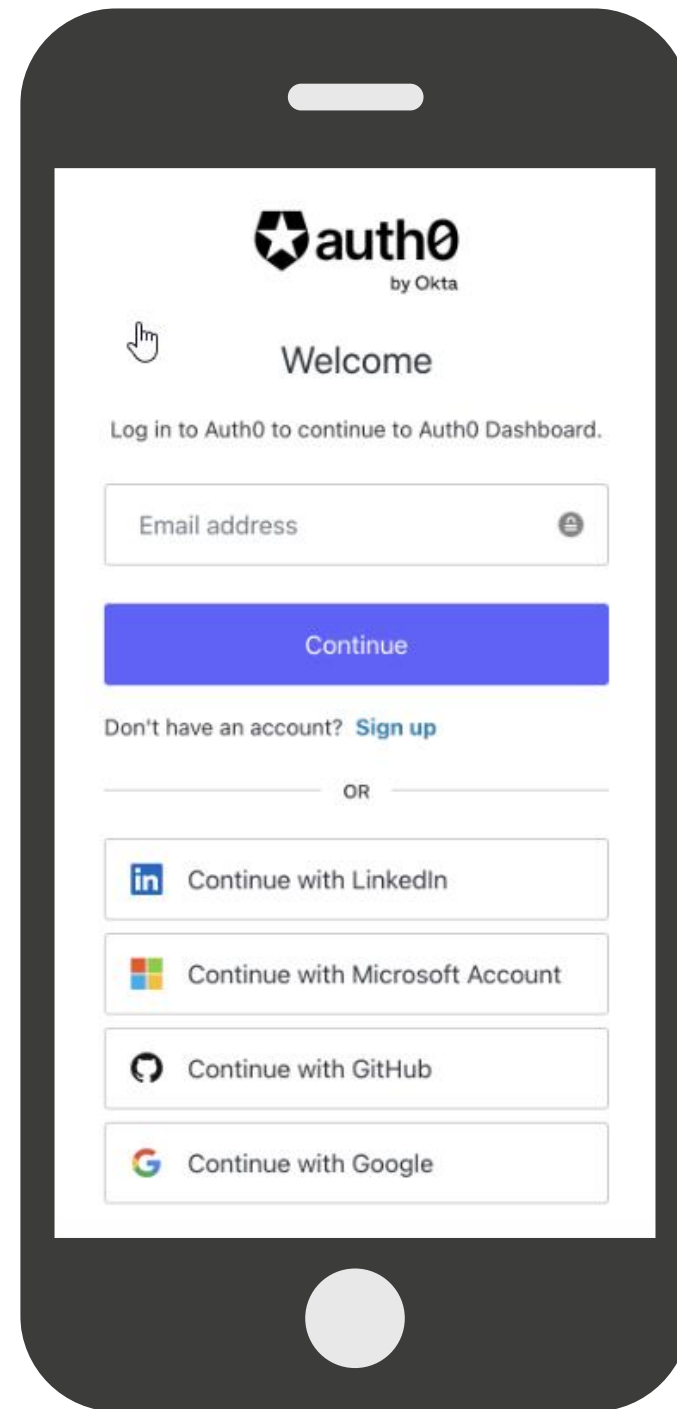 auth0
by Okta
Welcome
Log in to Auth0 to continue to Auth0 Dashboard.
Email address
Continue
Don't have an account? Sign up
OR
in Continue with LinkedIn
Continue with Microsoft Account
Continue with GitHub
G Continue with Google